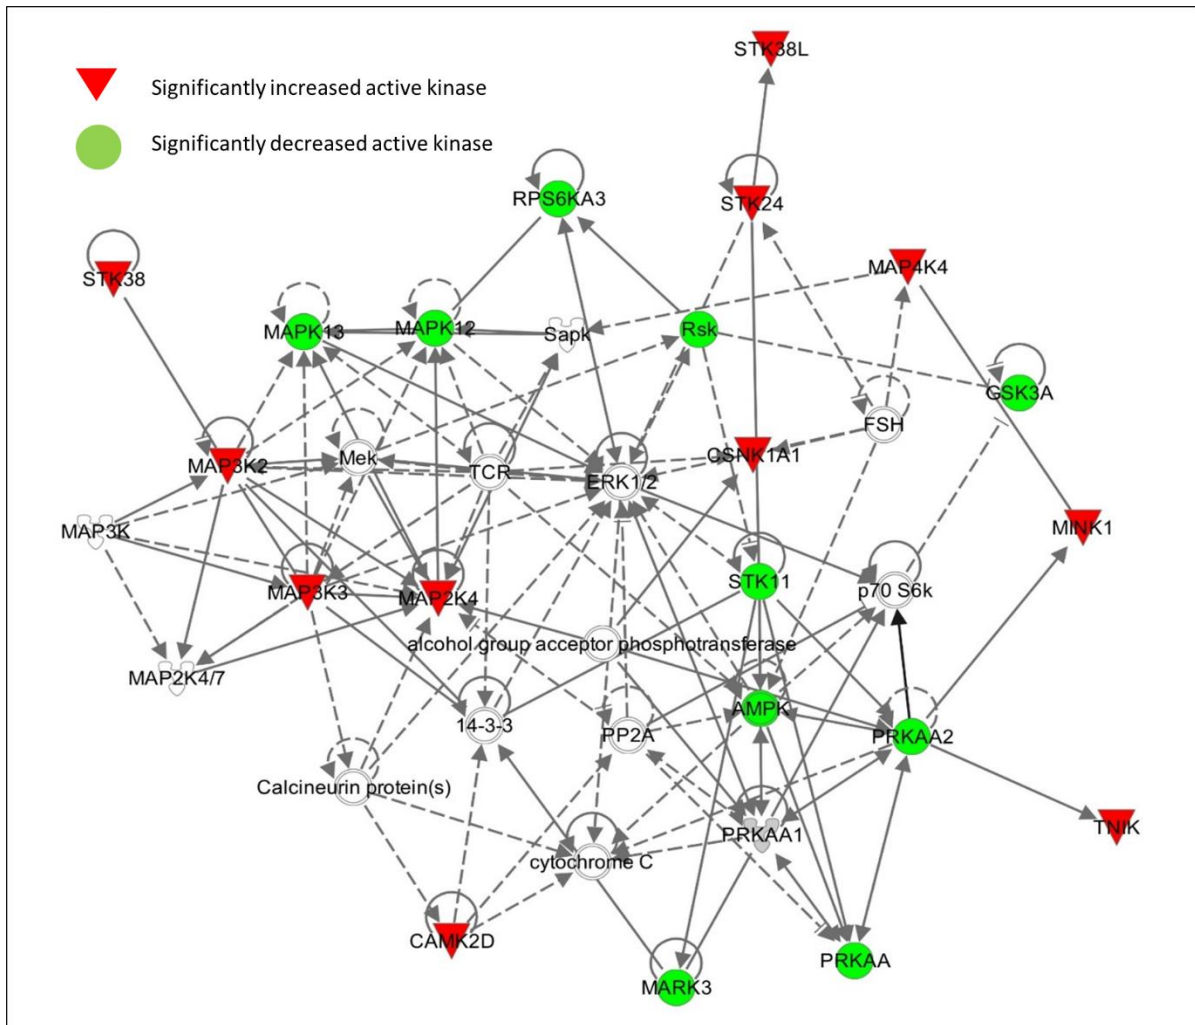 STK38L
Significantly increased active kinase
Significantly decreased active kinase
RPS6KA3
STK24
STK38
MAP4K4
MAPK13
MAPK12
Sapk
Rsk
GSK3A
FSH
MAP3K2
Mek
TCR
ERK1/2
CSNK1A1
MAP3K
MINK1
MAP3K3
MAP2K4
STK11
p70 S6k
alcohol group acceptor phosphotransferase
MAP2K4/7
14-3-3
PP2A
AMPK
PRKAA2
Calcineurin protein(s)
PRKAA1
TNIK
cytochrome C
CAMK2D
PRKAA
MARK3